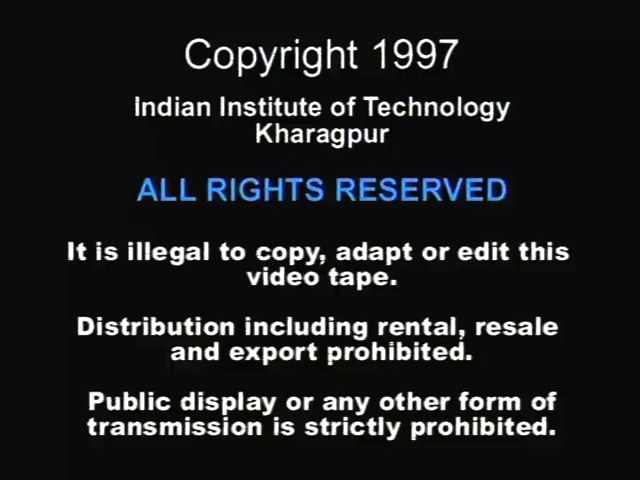 Copyright 1997
Indian Institute of Technology
Kharagpur
ALL RIGHTS RESERVED
It is illegal to copy, adapt or edit this
video tape.
Distribution including rental, resale
and export prohibited.
Public display or any other form of
transmission is strictly prohibited.